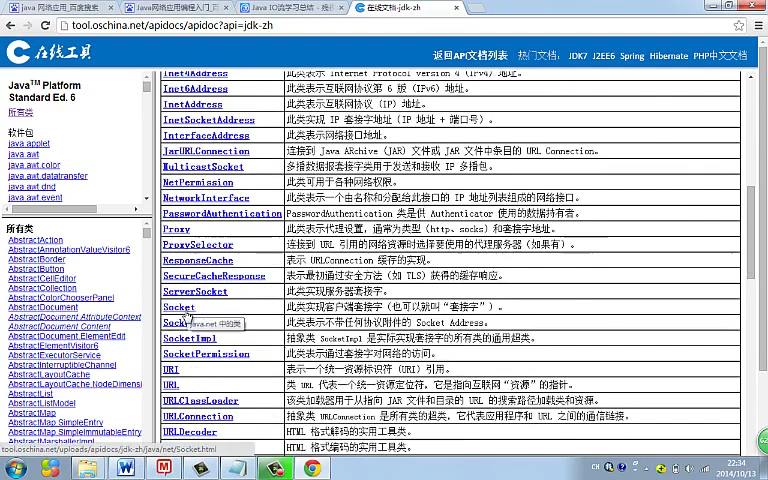 java 网络应用_百度搜索
Java网络应用编程入门_百
Java IO流学习总结 - 残
在线文档-jdk-zh
tool.oschina.net/apidocs/apidoc?api=jdk-zh
在线工具
返回API文档列表 热门文档: JDK7 J2EE6 Spring Hibernate PHP中文文档
Java™ Platform
Standard Ed. 6
所有类
软件包
java.applet
java.awt
java.awt.color
java.awt.datatransfer
java.awt.dnd
java.awt.event
所有类
AbstractAction
AbstractAnnotationValueVisitor6
AbstractBorder
AbstractButton
AbstractCellEditor
AbstractCollection
AbstractColorChooserPanel
AbstractDocument
AbstractDocument.AttributeContext
AbstractDocument.Content
AbstractDocument.ElementEdit
AbstractElementVisitor6
AbstractExecutorService
AbstractInterruptibleChannel
AbstractLayoutCache
AbstractLayoutCache.NodeDimensi
AbstractList
AbstractListModel
AbstractMap
AbstractMap.SimpleEntry
AbstractMap.SimpleImmutableEntry
AbstractMarshallerImpl
Inet4Address 此类表示 Internet Protocol version 4 (IPv4) 地址。
Inet6Address 此类表示互联网协议第 6 版 (IPv6) 地址。
InetAddress 此类表示互联网协议 (IP) 地址。
InetSocketAddress 此类实现 IP 套接字地址（IP 地址 + 端口号）。
InterfaceAddress 此类表示网络接口地址。
JarURLConnection 连接到 Java ARchive (JAR) 文件或 JAR 文件中条目的 URL Connection。
MulticastSocket 多播数据报套接字类用于发送和接收 IP 多播包。
NetPermission 此类可用于各种网络权限。
NetworkInterface 此类表示一个由名称和分配给此接口的 IP 地址列表组成的网络接口。
PasswordAuthentication PasswordAuthentication 类是供 Authenticator 使用的数据持有者。
Proxy 此类表示代理设置，通常为类型（http、socks）和套接字地址。
ProxySelector 连接到 URL 引用的网络资源时选择要使用的代理服务器（如果有）。
ResponseCache 表示 URLConnection 缓存的实现。
SecureCacheResponse 表示最初通过安全方法（如 TLS）获得的缓存响应。
ServerSocket 此类实现服务器套接字。
Socket 此类实现客户端套接字（也可以就叫“套接字”）。
Sock 此类表示不带任何协议附件的 Socket Address。
java.net 中的类
SocketImpl 抽象类 SocketImpl 是实际实现套接字的所有类的通用超类。
SocketPermission 此类表示通过套接字对网络的访问。
URI 表示一个统一资源标识符 (URI) 引用。
URL 类 URL 代表一个统一资源定位符，它是指向互联网“资源”的指针。
URLClassLoader 该类加载器用于从指向 JAR 文件和目录的 URL 的搜索路径加载类和资源。
URLConnection 抽象类 URLConnection 是所有类的超类，它代表应用程序和 URL 之间的通信链接。
URLDecoder HTML 格式解码的实用工具类。
HTML 格式编码的实用工具类。
tool.oschina.net/uploads/apidocs/jdk-zh/java/net/Socket.html
CH
22:34
2014/10/13